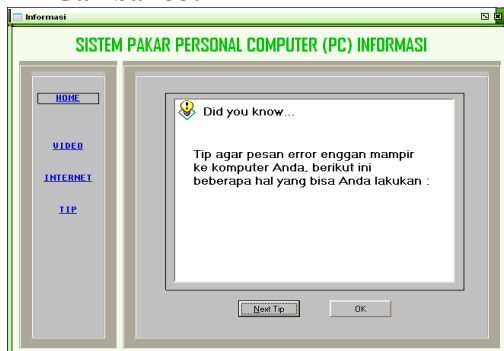 Informasi
SISTEM PAKAR PERSONAL COMPUTER (PC) INFORMASI
HOME
VIDEO
INTERNET
TIP
Did you know...
Tip agar pesan error enggan mampir
ke komputer Anda, berikut ini
beberapa hal yang bisa Anda lakukan :
Next Tip
OK